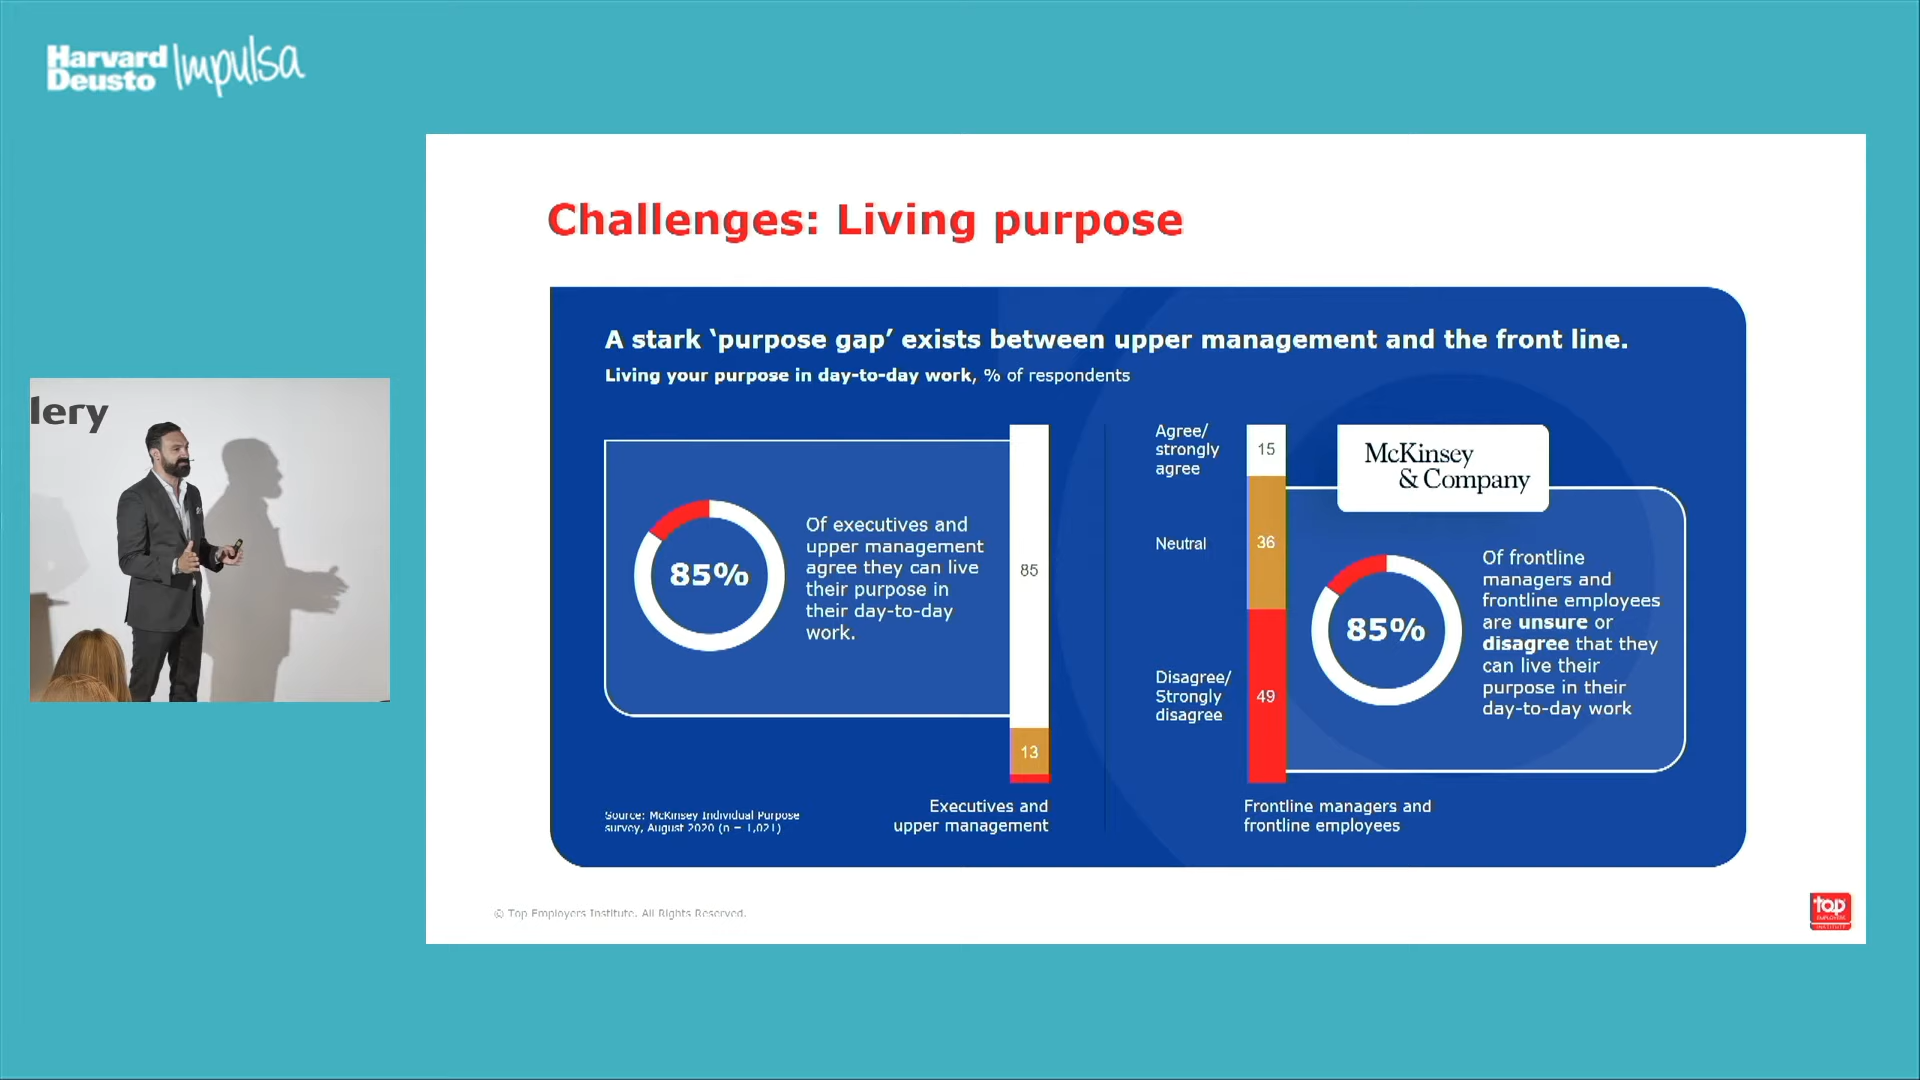 Harvard
Deusto
Impulsa
lery
Challenges: Living purpose
A stark ‘purpose gap’ exists between upper management and the front line.
Living your purpose in day-to-day work, % of respondents
85%
Of executives and
upper management
agree they can live
their purpose in
their day-to-day
work.
85
13
Executives and
upper management
Source: McKinsey Individual Purpose
survey, August 2020 (n = 1,021)
Agree/
strongly
agree
Neutral
Disagree/
Strongly
disagree
15
36
49
Frontline managers and
frontline employees
McKinsey
& Company
85%
Of frontline
managers and
frontline employees
are unsure or
disagree that they
can live their
purpose in their
day-to-day work
© Top Employers Institute. All Rights Reserved.
top
EMPLOYERS
INSTITUTE